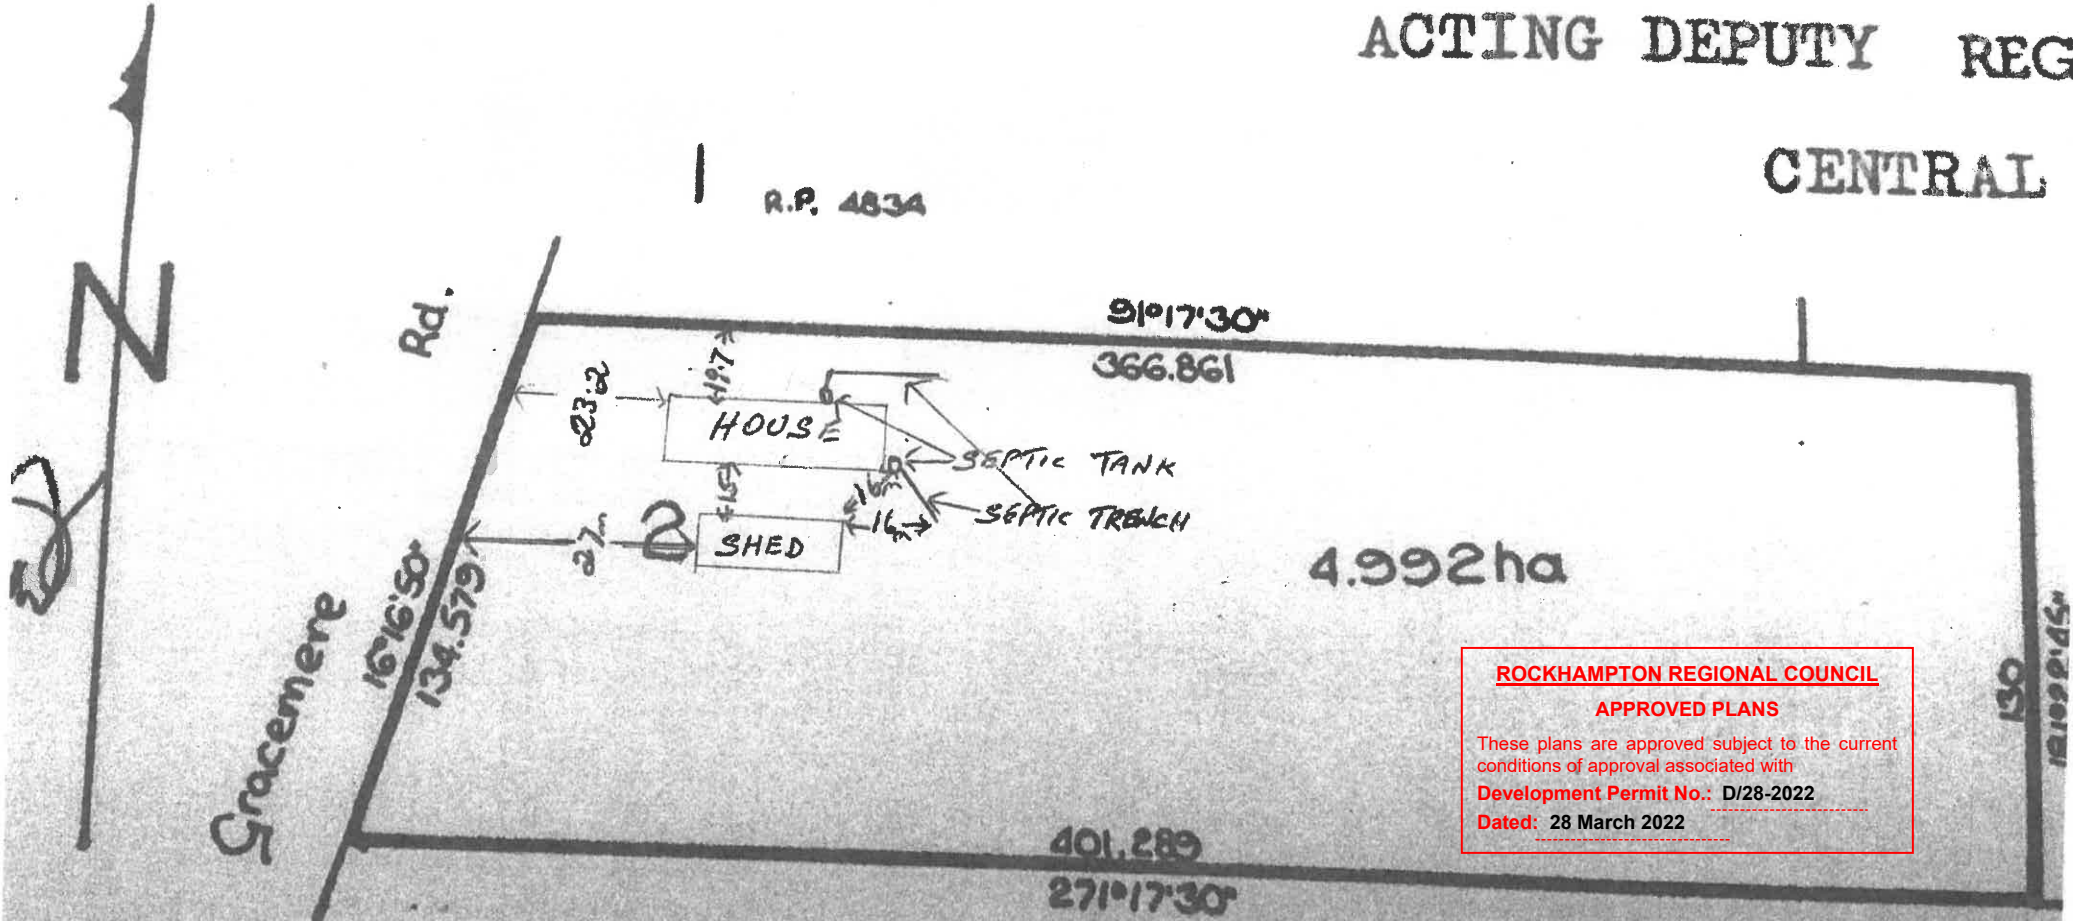 ACTING DEPUTY REG
CENTRAL
N
1
R.P. 4834
Rd.
91°17'30"
366.861
19.7
23.2
HOUSE
SEPTIC TANK
15
16m
16m
SEPTIC TRENCH
27m
2
SHED
4.992ha
16°16'50"
134.579
Gracemere
130
401.289
271°17'30"
ROCKHAMPTON REGIONAL COUNCIL
APPROVED PLANS
These plans are approved subject to the current
conditions of approval associated with
Development Permit No.: D/28-2022
Dated: 28 March 2022